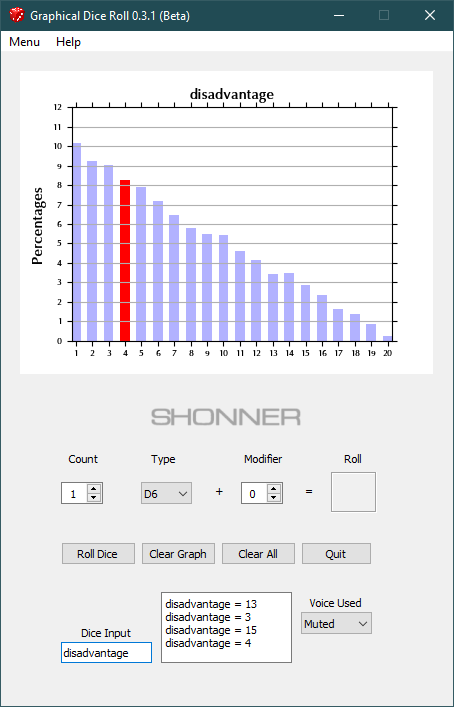 Graphical Dice Roll 0.3.1 (Beta)
Menu Help
disadvantage
Percentages
12
11
10
9
8
7
6
5
4
3
2
1
0
1 2 3 4 5 6 7 8 9 10 11 12 13 14 15 16 17 18 19 20
SHONNER
Count Type Modifier Roll
1 D6 + 0 =
Roll Dice Clear Graph Clear All Quit
Dice Input
disadvantage
disadvantage = 13
disadvantage = 3
disadvantage = 15
disadvantage = 4
Voice Used
Muted